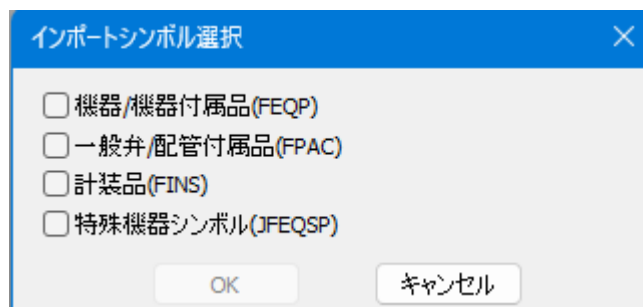 インポートシンボル選択
機器/機器付属品(FEQP)
一般弁/配管付属品(FPAC)
計装品(FINS)
特殊機器シンボル(JFEQSP)
OK キャンセル